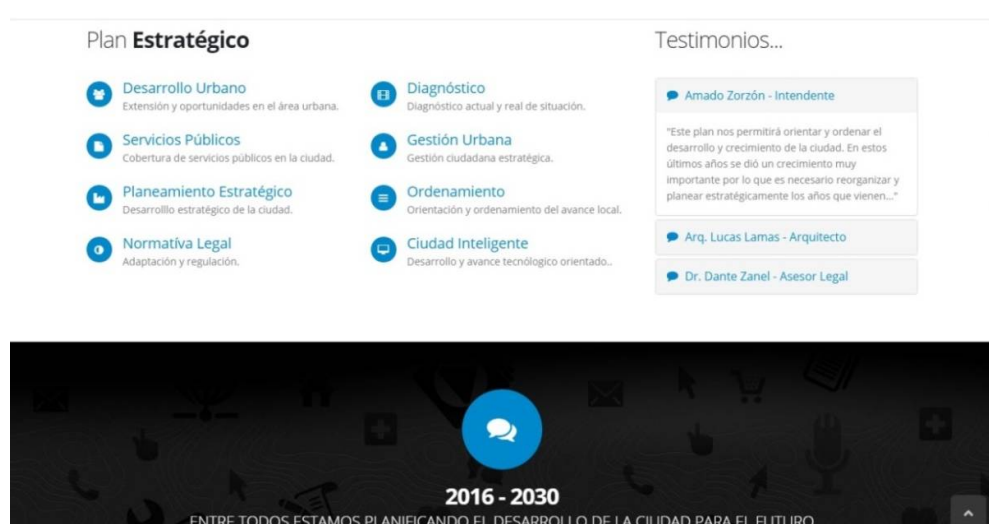 Plan Estratégico
Desarrollo Urbano
Extensión y oportunidades en el área urbana.
Servicios Públicos
Cobertura de servicios públicos en la ciudad.
Planeamiento Estratégico
Desarrolllo estratégico de la ciudad.
Normatíva Legal
Adaptación y regulación.
Diagnóstico
Diagnóstico actual y real de situación.
Gestión Urbana
Gestión ciudadana estratégica.
Ordenamiento
Orientación y ordenamiento del avance local.
Ciudad Inteligente
Desarrollo y avance tecnólogico orientado..
Testimonios...
Amado Zorzón - Intendente
"Este plan nos permitirá orientar y ordenar el
desarrollo y crecimiento de la ciudad. En estos
últimos años se dió un crecimiento muy
importante por lo que es necesario reorganizar y
planear estratégicamente los años que vienen..."
Arq. Lucas Lamas - Arquitecto
Dr. Dante Zanel - Asesor Legal
2016 - 2030
ENTRE TODOS ESTAMOS PLANIFICANDO EL DESARROLLO DE LA CIUDAD PARA EL FUTURO